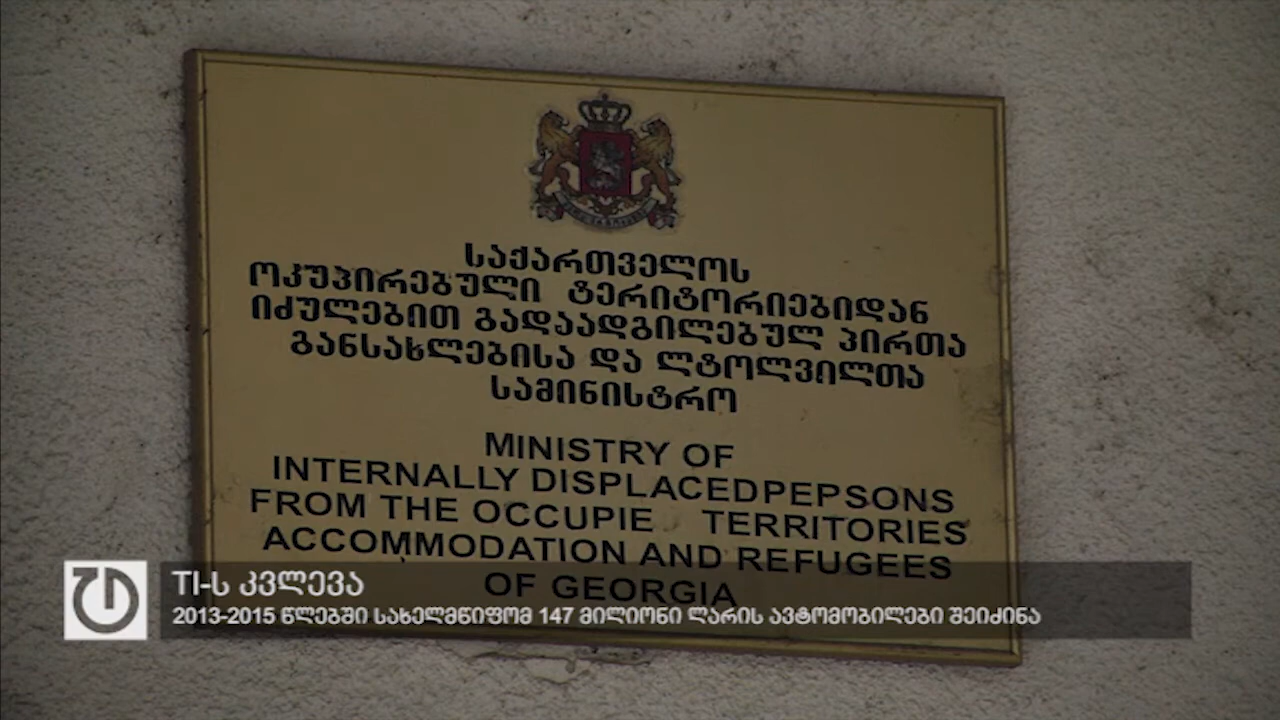 საქართველოს
ოკუპირებული ტერიტორიებიდან
იძულებით გადაადგილებულ პირთა
განსახლებისა და ლტოლვილთა
სამინისტრო
MINISTRY OF
INTERNALLY DISPLACEDPEPSONS
FROM THE OCCUPIE TERRITORIES
ACCOMMODATION AND REFUGEES
OF GEORGIA
TI-ს კვლევა
2013-2015 წლებში სახელმწიფომ 147 მილიონი ლარის ავტომობილები შეიძინა